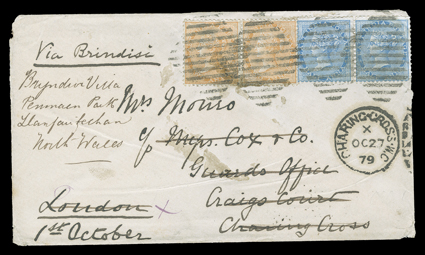 Via Brindisi
Bryndewi Villa
Penmaen Park
Llanfairfechan
North Wales
Mrs Monro
c/o Messrs Cox & Co.
Guards Office
Craigs Court
Charing Cross
London x
1st October
CHARING CROSS W.C
X
OC 27
79